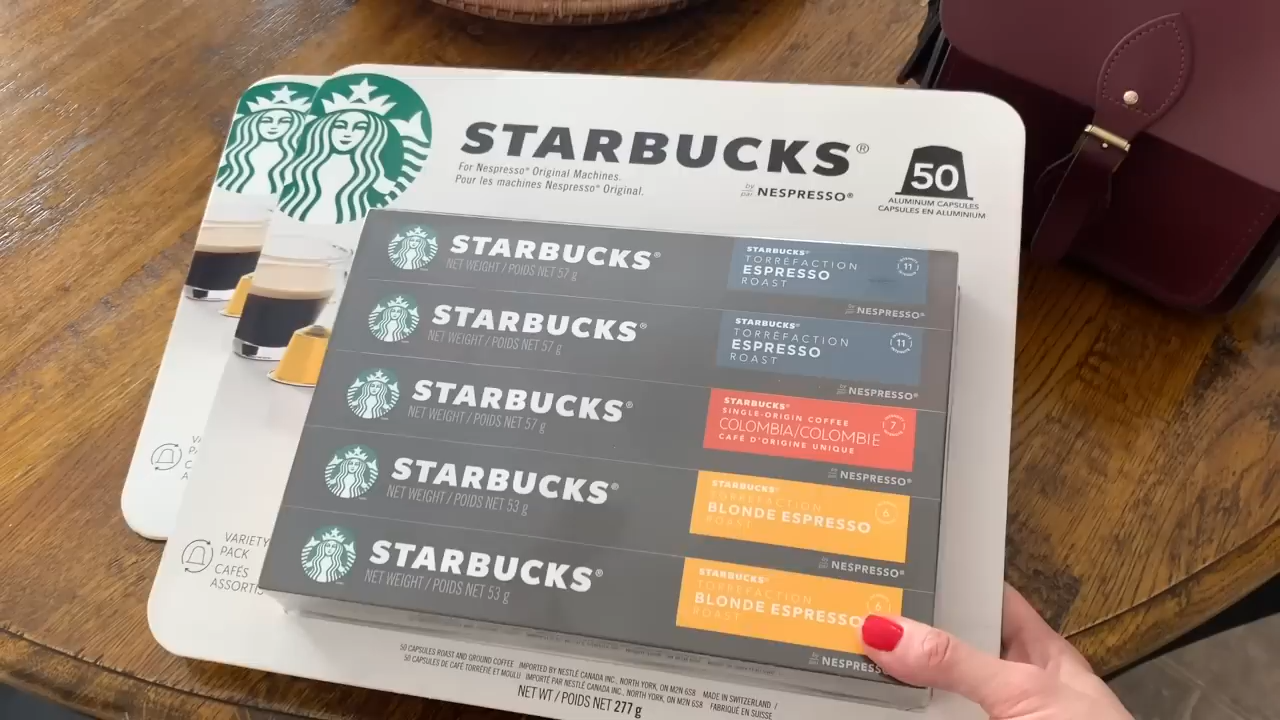 STARBUCKS®
For Nespresso® Original Machines.
Pour les machines Nespresso® Original.
by
par
NESPRESSO®
50
ALUMINUM CAPSULES
CAPSULES EN ALUMINIUM
STARBUCKS®
NET WEIGHT / POIDS NET 57 g
STARBUCKS®
TORRÉFACTION
ESPRESSO
ROAST
11
NESPRESSO®
STARBUCKS®
NET WEIGHT / POIDS NET 57 g
STARBUCKS®
TORRÉFACTION
ESPRESSO
ROAST
11
NESPRESSO®
STARBUCKS®
NET WEIGHT / POIDS NET 57 g
STARBUCKS®
SINGLE-ORIGIN COFFEE
COLOMBIA/COLOMBIE
CAFÉ D'ORIGINE UNIQUE
7
NESPRESSO®
STARBUCKS®
NET WEIGHT / POIDS NET 53 g
STARBUCKS®
TORRÉFACTION
BLONDE ESPRESSO
ROAST
6
NESPRESSO®
STARBUCKS®
NET WEIGHT / POIDS NET 53 g
STARBUCKS®
TORRÉFACTION
BLONDE ESPRESSO
ROAST
6
NESPRESSO
VARIETY
PACK
CAFÉS
ASSORTIS
50 CAPSULES ROAST AND GROUND COFFEE IMPORTED BY NESTLÉ CANADA INC., NORTH YORK, ON M2N 6S8 MADE IN SWITZERLAND /
50 CAPSULES DE CAFÉ TORRÉFIÉ ET MOULU IMPORTÉ PAR NESTLÉ CANADA INC., NORTH YORK, ON M2N 6S8 FABRIQUÉ EN SUISSE
NET WT / POIDS NET 277 g